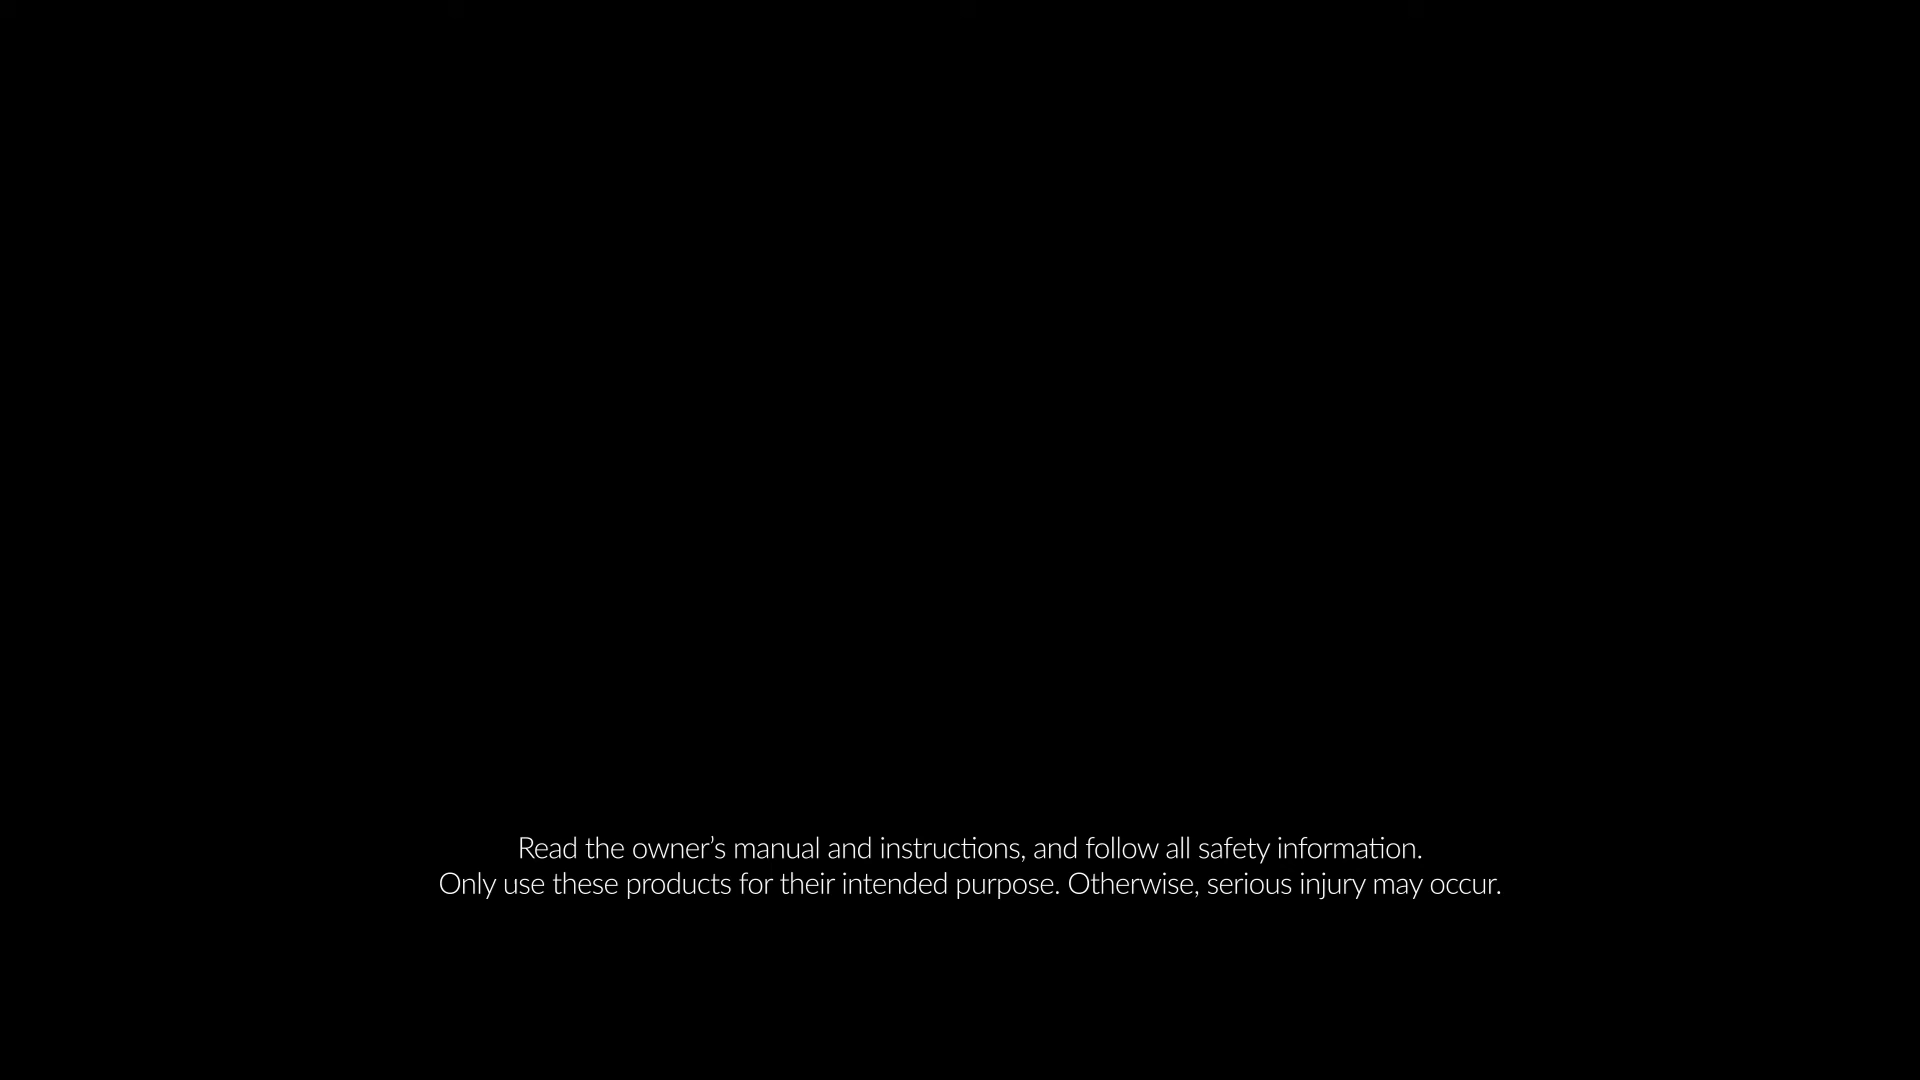 Read the owner’s manual and instructions, and follow all safety information.
Only use these products for their intended purpose. Otherwise, serious injury may occur.